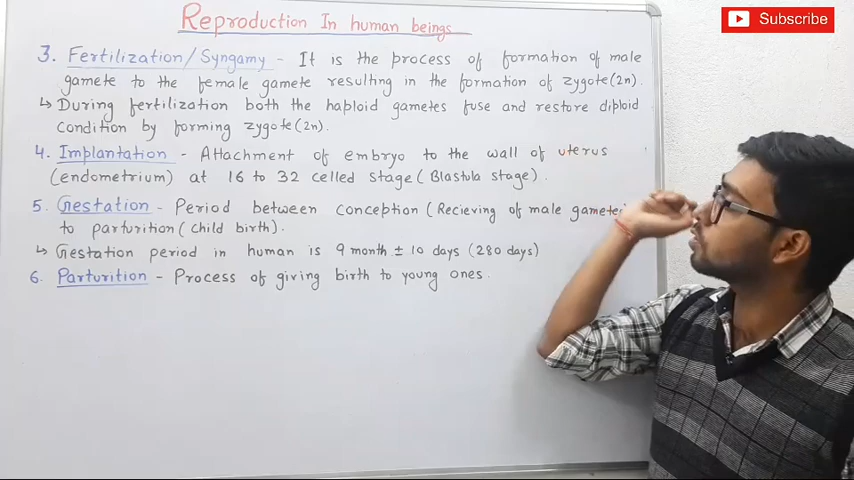 Reproduction In human beings
Subscribe
3. Fertilization/Syngamy - It is the process of formation of male
gamete to the female gamete resulting in the formation of zygote(2n).
↳ During fertilization both the haploid gametes fuse and restore diploid
condition by forming zygote(2n).
4. Implantation - Attachment of embryo to the wall of uterus
(endometrium) at 16 to 32 celled stage(Blastula stage).
5. Gestation - Period between conception (Recieving of male gametes)
to parturition (child birth).
↳ Gestation period in human is 9 month ± 10 days (280 days)
6. Parturition - Process of giving birth to young ones.